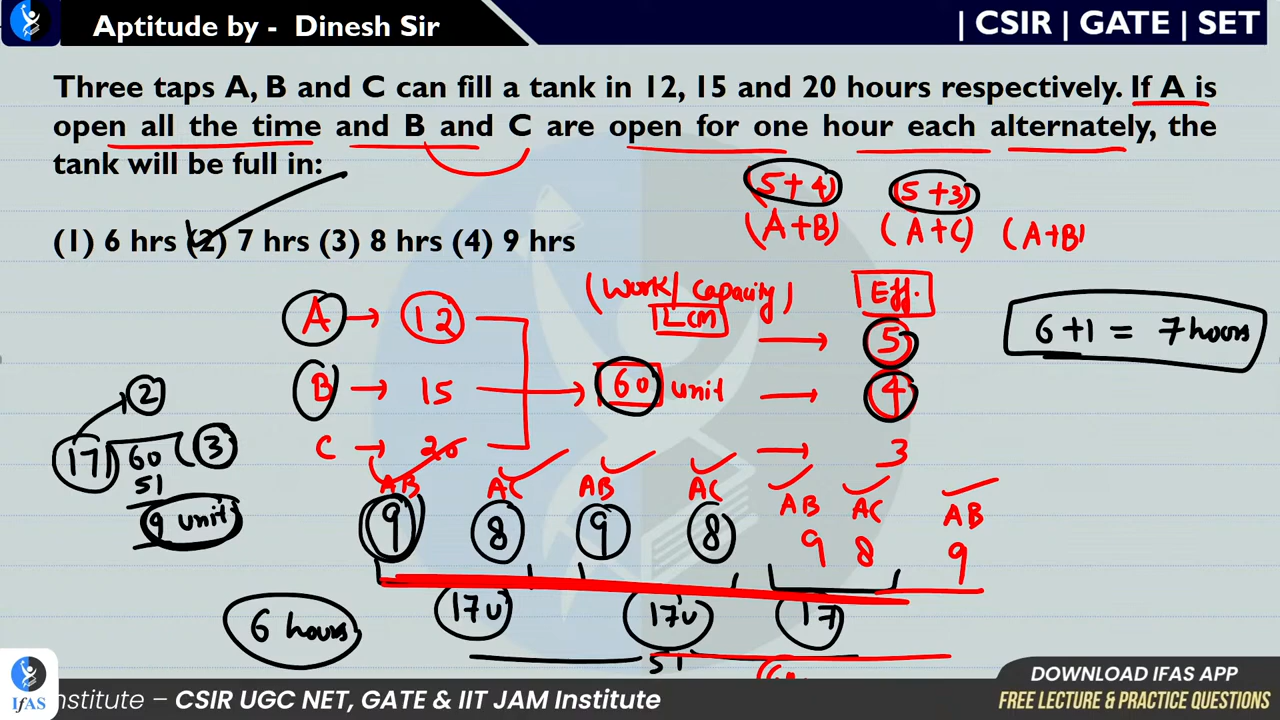 Aptitude by - Dinesh Sir
| CSIR | GATE | SET
Three taps A, B and C can fill a tank in 12, 15 and 20 hours respectively. If A is
open all the time and B and C are open for one hour each alternately, the
tank will be full in:
(5+4) (5+3)
(A+B) (A+C) (A+B)
(1) 6 hrs (2) 7 hrs (3) 8 hrs (4) 9 hrs
(Work/ Capacity) Eff.
A → 12 LCM → 5
6 +1 = 7 hours
B → 15 60 unit → 4
C → 20 → 3
2
17) 60 (3
51
9 unit
AB AC AB AC AB AC AB
9 8 9 8 9 8 9
6 hours 17u 17u 17
51
DOWNLOAD IFAS APP
FREE LECTURE & PRACTICE QUESTIONS
IfAS
nstitute – CSIR UGC NET, GATE & IIT JAM Institute